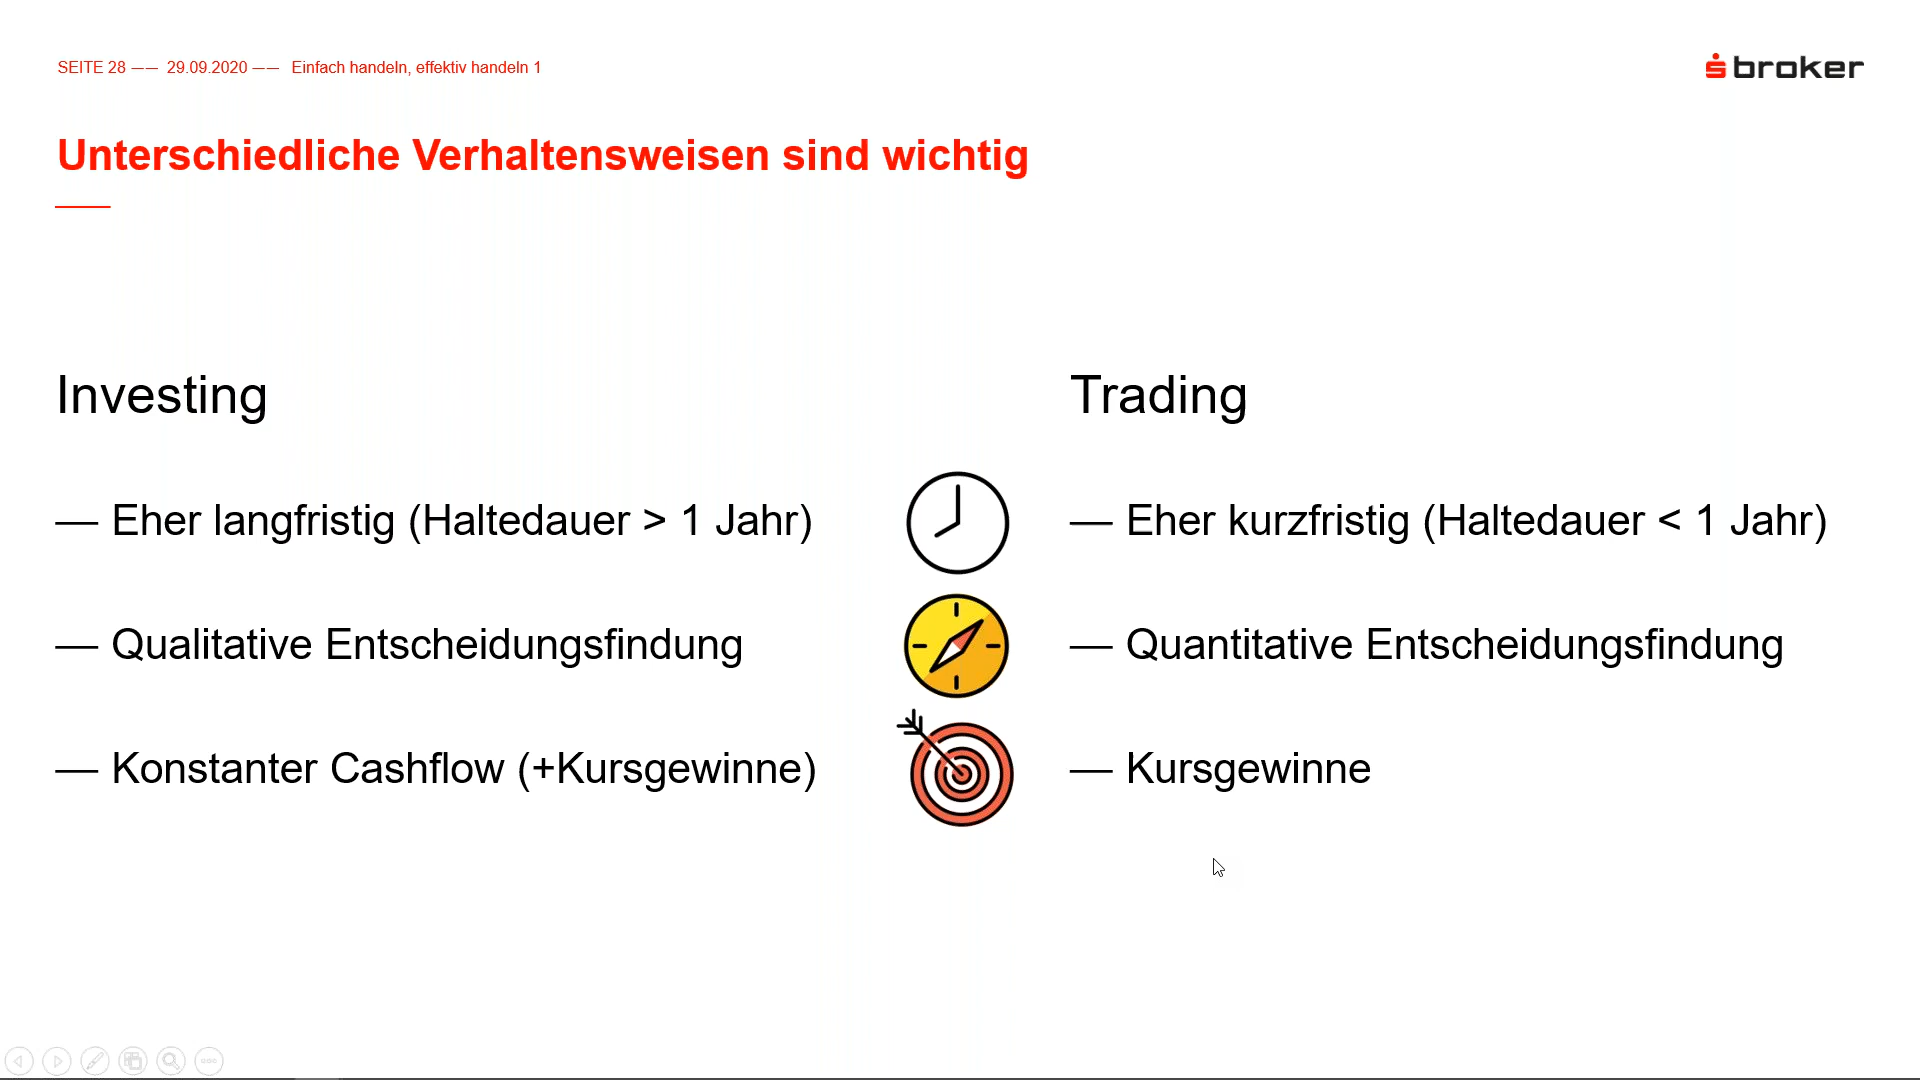 SEITE 28 —— 29.09.2020 —— Einfach handeln, effektiv handeln 1
broker
Unterschiedliche Verhaltensweisen sind wichtig
Investing
Trading
— Eher langfristig (Haltedauer > 1 Jahr)
— Eher kurzfristig (Haltedauer < 1 Jahr)
— Qualitative Entscheidungsfindung
— Quantitative Entscheidungsfindung
— Konstanter Cashflow (+Kursgewinne)
— Kursgewinne